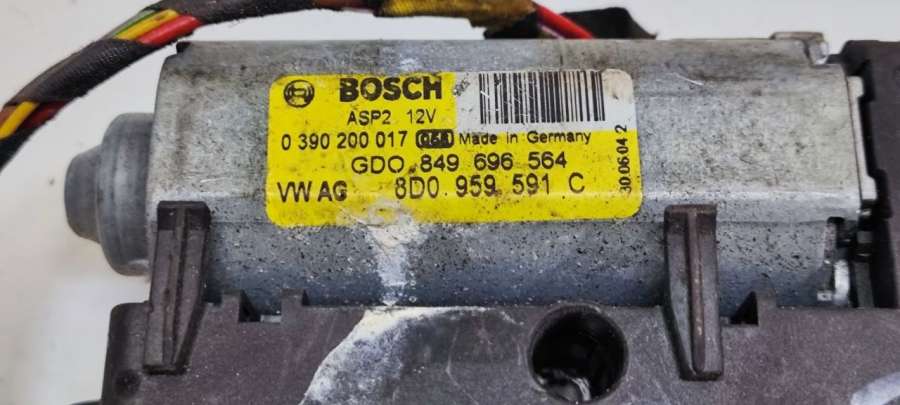 BOSCH
ASP2 12V
0 390 200 017 Made in Germany
GDO 849 696 564
VW AG 8D0 959 591 C
30.06.04 2